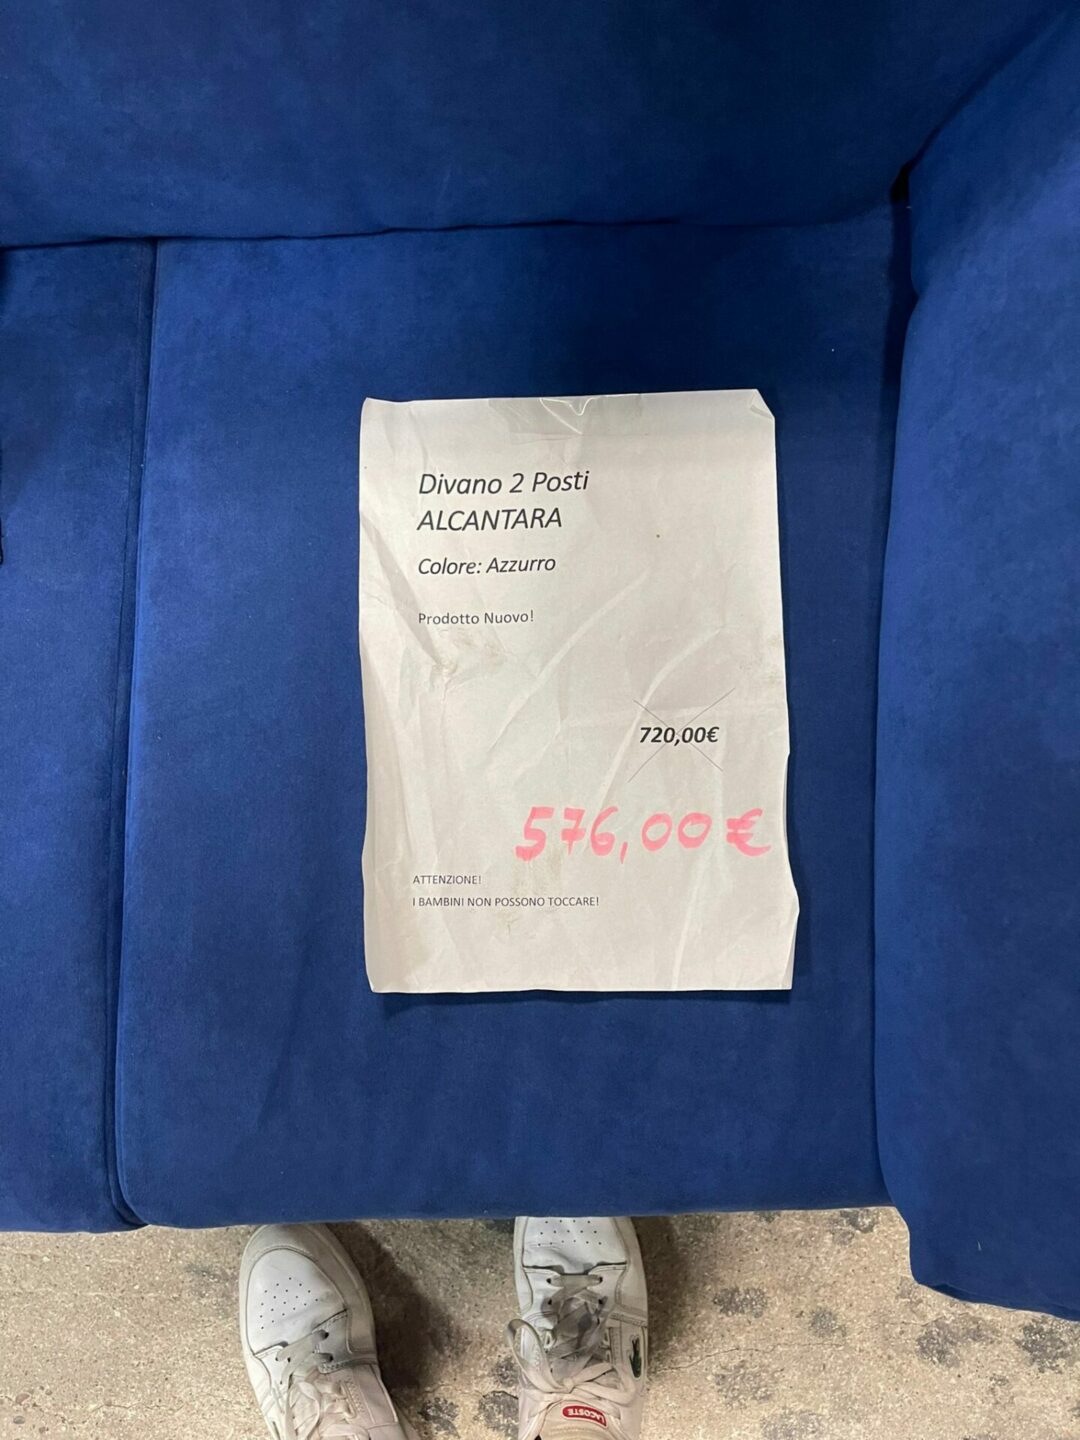 Divano 2 Posti
ALCANTARA
Colore: Azzurro
Prodotto Nuovo!
720,00€
576,00 €
ATTENZIONE!
I BAMBINI NON POSSONO TOCCARE!
LACOSTE